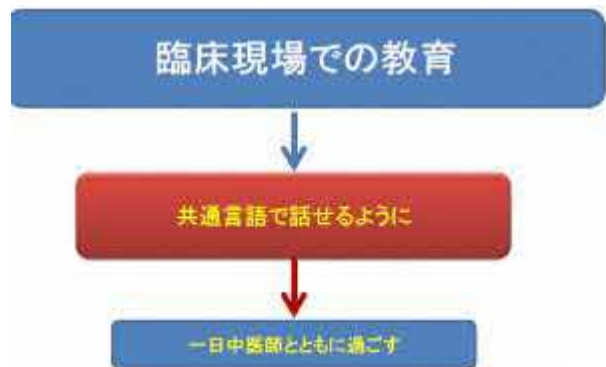 臨床現場での教育
共通言語で話せるように
一日中医師とともに過ごす